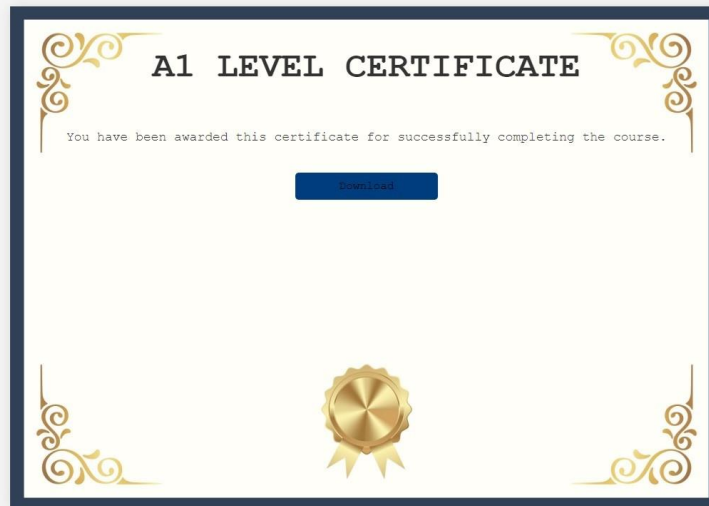 A1 LEVEL CERTIFICATE
You have been awarded this certificate for successfully completing the course.
Download